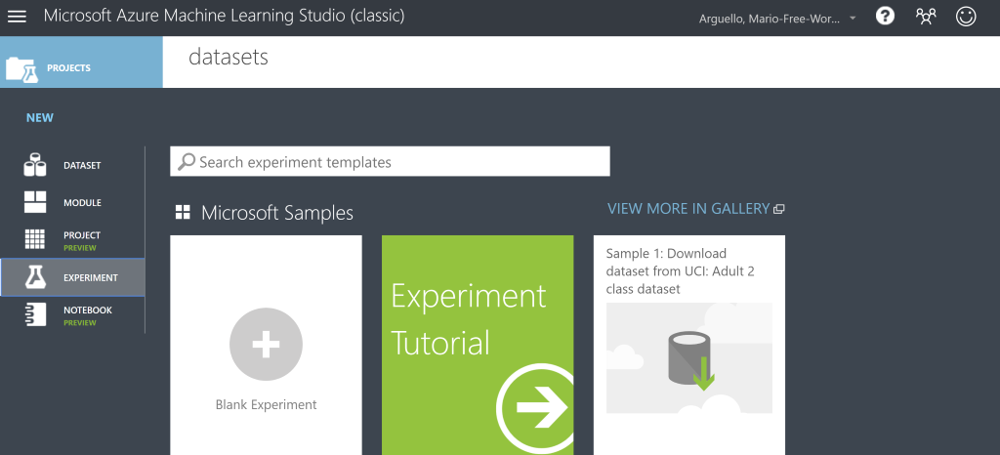 Microsoft Azure Machine Learning Studio (classic)
Arguello, Mario-Free-Wor...
?
PROJECTS
datasets
NEW
DATASET
MODULE
PROJECT
PREVIEW
EXPERIMENT
NOTEBOOK
PREVIEW
Search experiment templates
Microsoft Samples
VIEW MORE IN GALLERY
Blank Experiment
Experiment
Tutorial
Sample 1: Download
dataset from UCI: Adult 2
class dataset